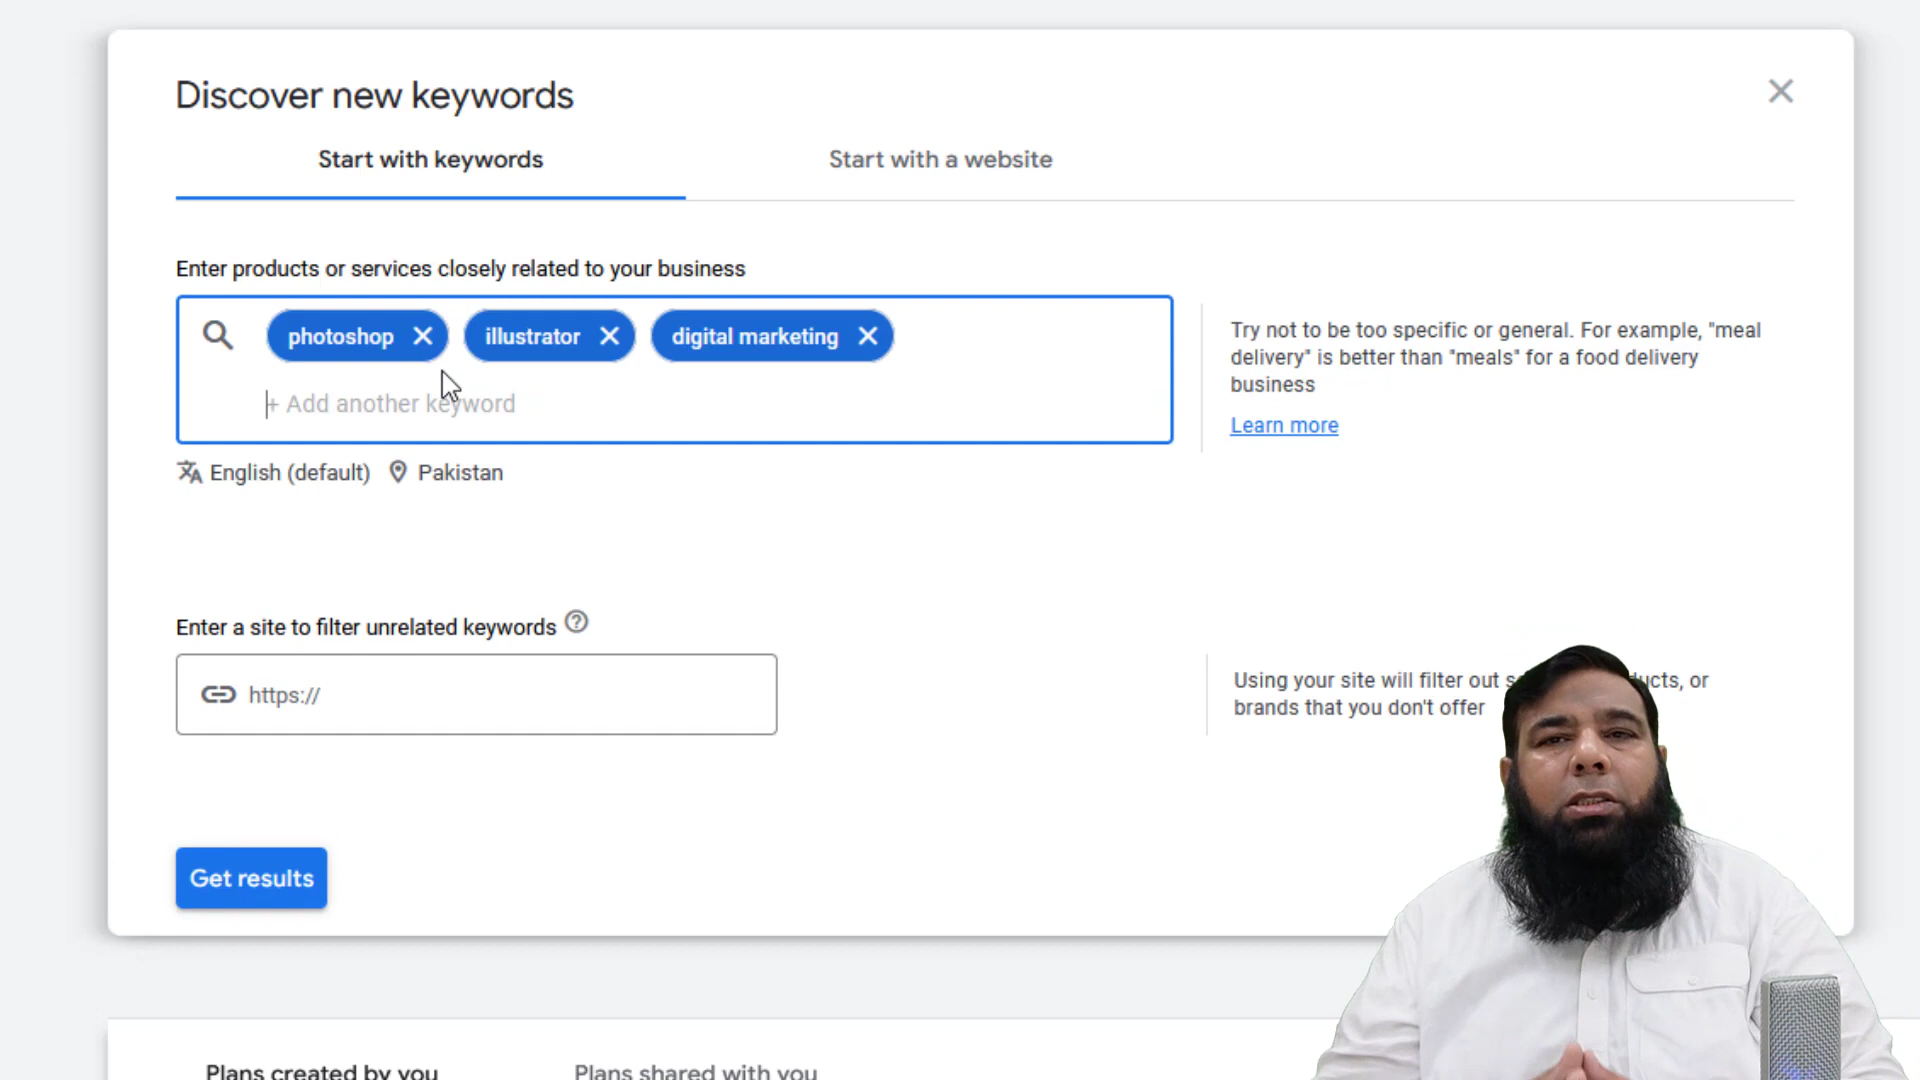 Discover new keywords
Start with keywords
Start with a website
Enter products or services closely related to your business
photoshop
illustrator
digital marketing
+ Add another keyword
English (default)
Pakistan
Try not to be too specific or general. For example, "meal
delivery" is better than "meals" for a food delivery
business
Learn more
Enter a site to filter unrelated keywords
https://
Using your site will filter out or
brands that you don't offer
Get results
Plans created by you
Plans shared with you